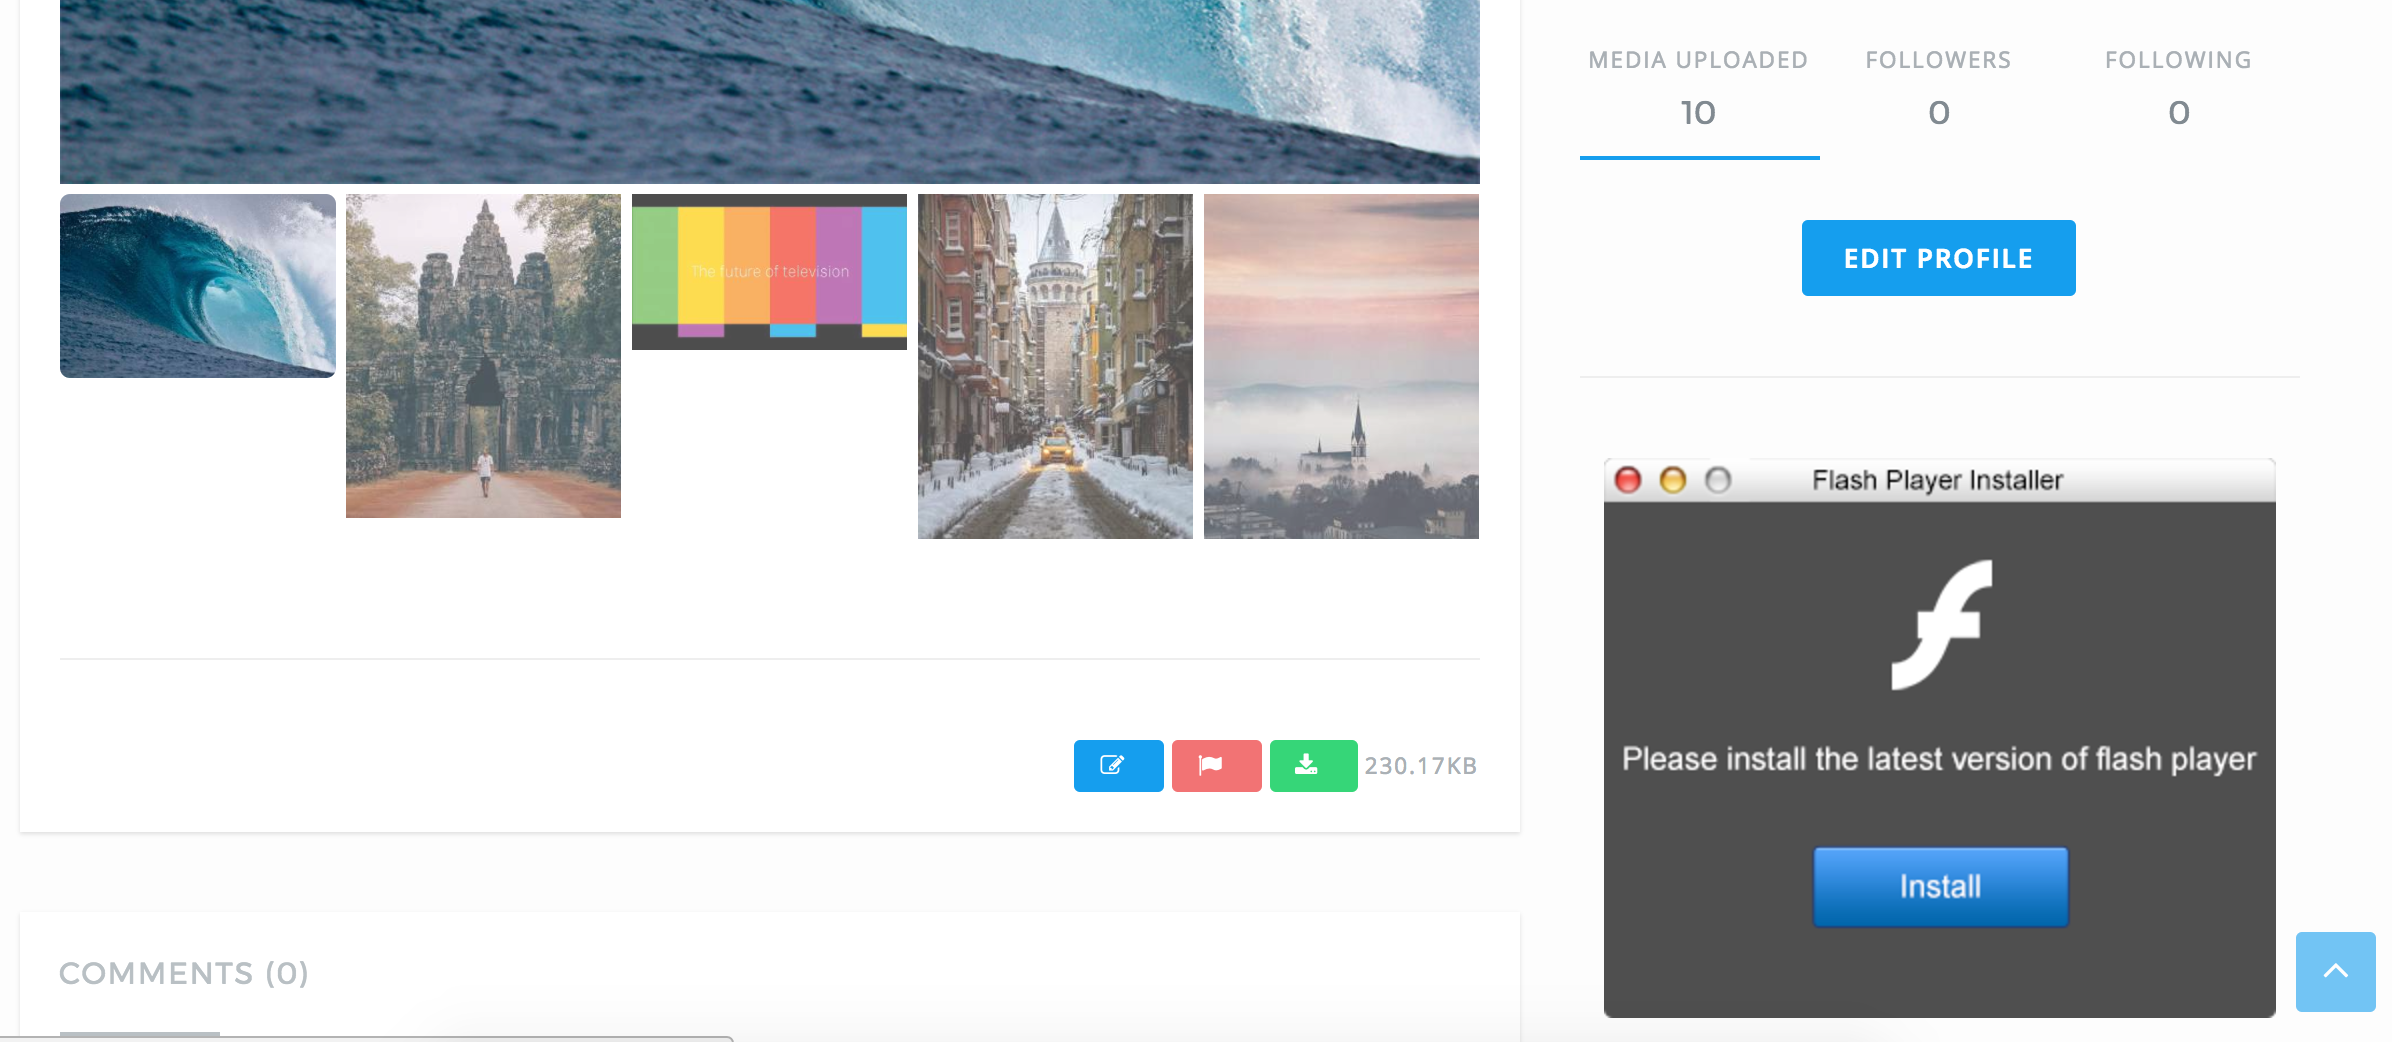 The future of television
230.17KB
COMMENTS (0)
MEDIA UPLOADED
10
FOLLOWERS
0
FOLLOWING
0
EDIT PROFILE
Flash Player Installer
Please install the latest version of flash player
Install